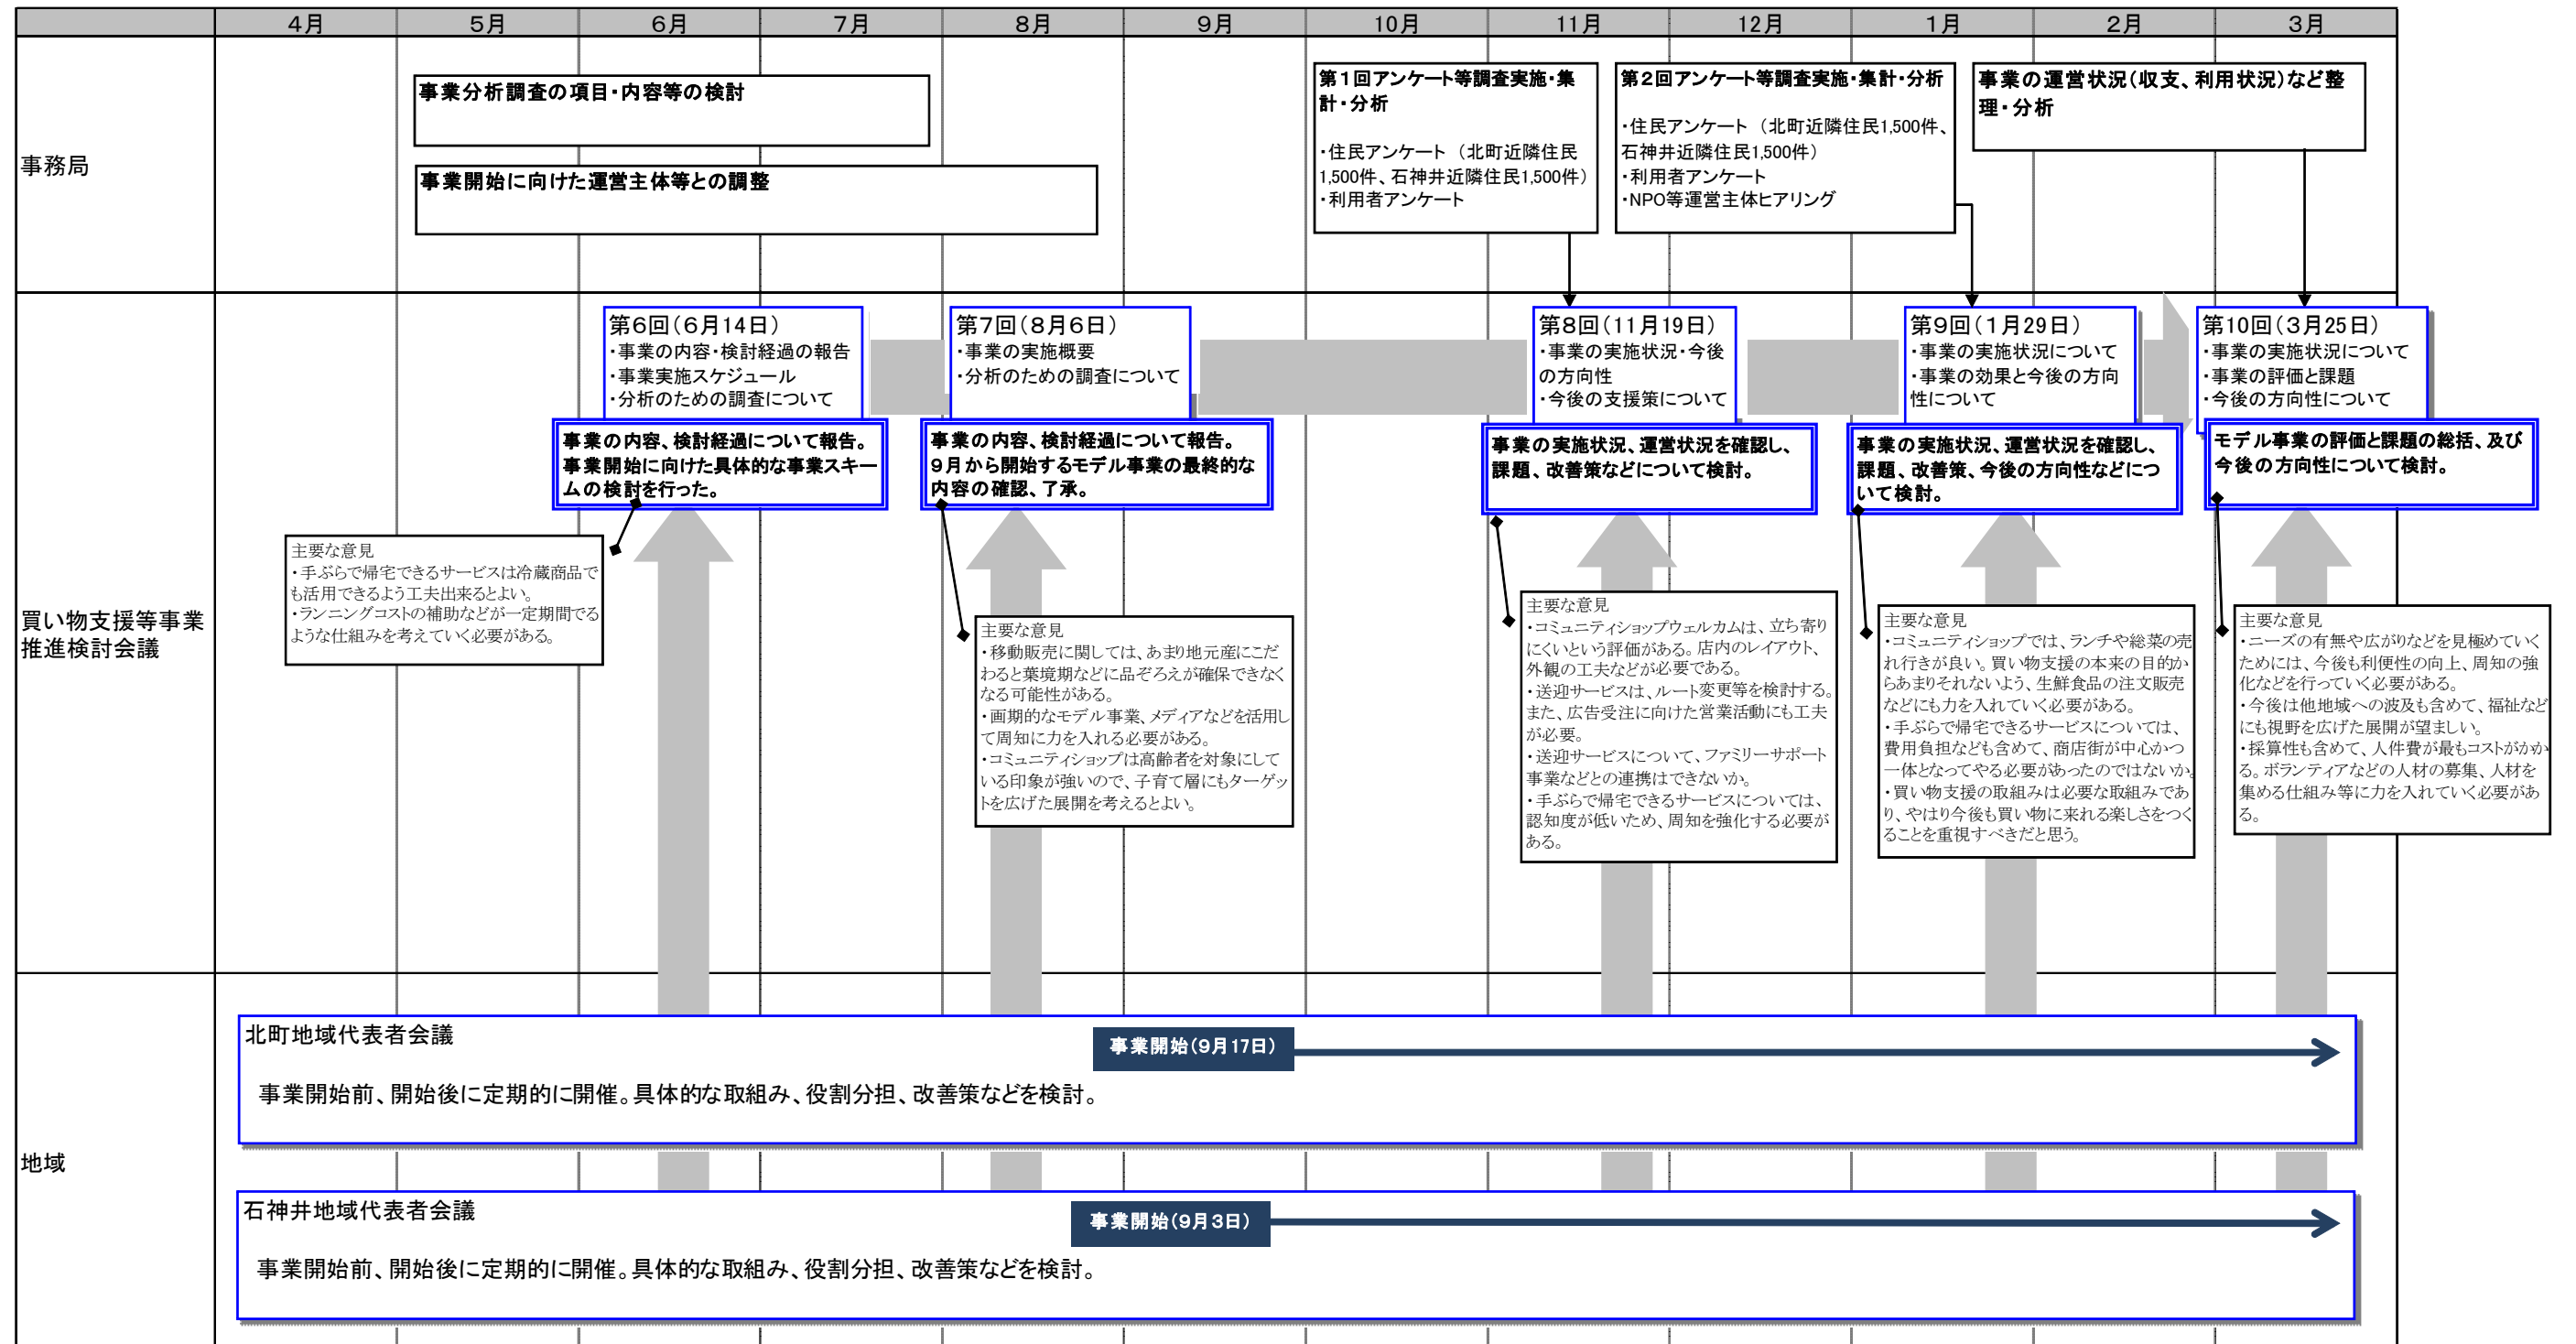 4月 5月 6月 7月 8月 9月 10月 11月 12月 1月 2月 3月
事務局
事業分析調査の項目・内容等の検討
事業開始に向けた運営主体等との調整
第1回アンケート等調査実施・集
計・分析
・住民アンケート （北町近隣住民
1,500件、石神井近隣住民1,500件）
・利用者アンケート
第2回アンケート等調査実施・集計・分析
・住民アンケート （北町近隣住民1,500件、
石神井近隣住民1,500件）
・利用者アンケート
・NPO等運営主体ヒアリング
事業の運営状況（収支、利用状況）など整
理・分析
買い物支援等事業
推進検討会議
第6回（6月14日）
・事業の内容・検討経過の報告
・事業実施スケジュール
・分析のための調査について
事業の内容、検討経過について報告。
事業開始に向けた具体的な事業スキー
ムの検討を行った。
主要な意見
・手ぶらで帰宅できるサービスは冷蔵商品で
も活用できるよう工夫出来るとよい。
・ランニングコストの補助などが一定期間でる
ような仕組みを考えていく必要がある。
第7回（8月6日）
・事業の実施概要
・分析のための調査について
事業の内容、検討経過について報告。
9月から開始するモデル事業の最終的な
内容の確認、了承。
主要な意見
・移動販売に関しては、あまり地元産にこだ
わると葉境期などに品ぞろえが確保できなく
なる可能性がある。
・画期的なモデル事業、メディアなどを活用し
て周知に力を入れる必要がある。
・コミュニティショップは高齢者を対象にして
いる印象が強いので、子育て層にもターゲッ
トを広げた展開を考えるとよい。
第8回（11月19日）
・事業の実施状況・今後
の方向性
・今後の支援策について
事業の実施状況、運営状況を確認し、
課題、改善策などについて検討。
主要な意見
・コミュニティショップウェルカムは、立ち寄り
にくいという評価がある。店内のレイアウト、
外観の工夫などが必要である。
・送迎サービスは、ルート変更等を検討する。
また、広告受注に向けた営業活動にも工夫
が必要。
・送迎サービスについて、ファミリーサポート
事業などとの連携はできないか。
・手ぶらで帰宅できるサービスについては、
認知度が低いため、周知を強化する必要が
ある。
第9回（1月29日）
・事業の実施状況について
・事業の効果と今後の方向
性について
事業の実施状況、運営状況を確認し、
課題、改善策、今後の方向性などにつ
いて検討。
主要な意見
・コミュニティショップでは、ランチや総菜の売
れ行きが良い。買い物支援の本来の目的か
らあまりそれないよう、生鮮食品の注文販売
などにも力を入れていく必要がある。
・手ぶらで帰宅できるサービスについては、
費用負担なども含めて、商店街が中心かつ
一体となってやる必要があったのではないか。
・買い物支援の取組みは必要な取組みであ
り、やはり今後も買い物に来れる楽しさをつく
ることを重視すべきだと思う。
第10回（3月25日）
・事業の実施状況について
・事業の評価と課題
・今後の方向性について
モデル事業の評価と課題の総括、及び
今後の方向性について検討。
主要な意見
・ニーズの有無や広がりなどを見極めていく
ためには、今後も利便性の向上、周知の強
化などを行っていく必要がある。
・今後は他地域への波及も含めて、福祉など
にも視野を広げた展開が望ましい。
・採算性も含めて、人件費が最もコストがかか
る。ボランティアなどの人材の募集、人材を
集める仕組み等に力を入れていく必要があ
る。
地域
北町地域代表者会議
事業開始（9月17日）
事業開始前、開始後に定期的に開催。具体的な取組み、役割分担、改善策などを検討。
石神井地域代表者会議
事業開始（9月3日）
事業開始前、開始後に定期的に開催。具体的な取組み、役割分担、改善策などを検討。